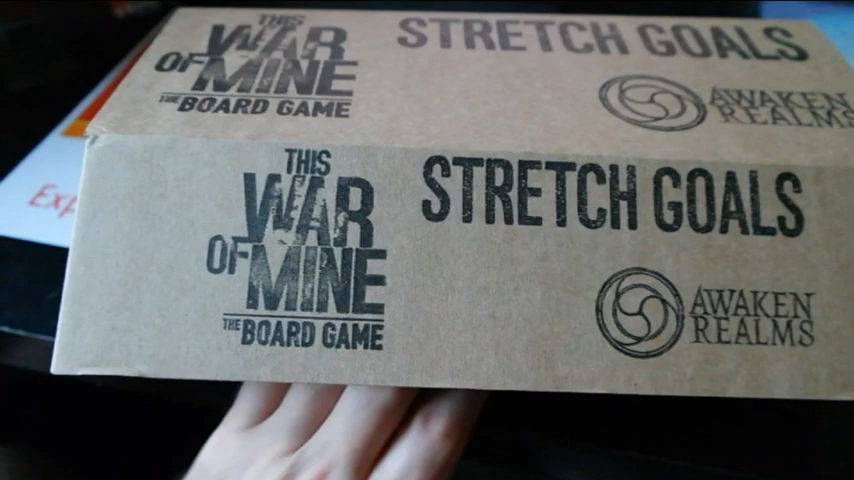 THIS
WAR
OF MINE
THE BOARD GAME
STRETCH GOALS
AWAKEN
REALMS
THIS
WAR
OF MINE
THE BOARD GAME
STRETCH GOALS
AWAKEN
REALMS